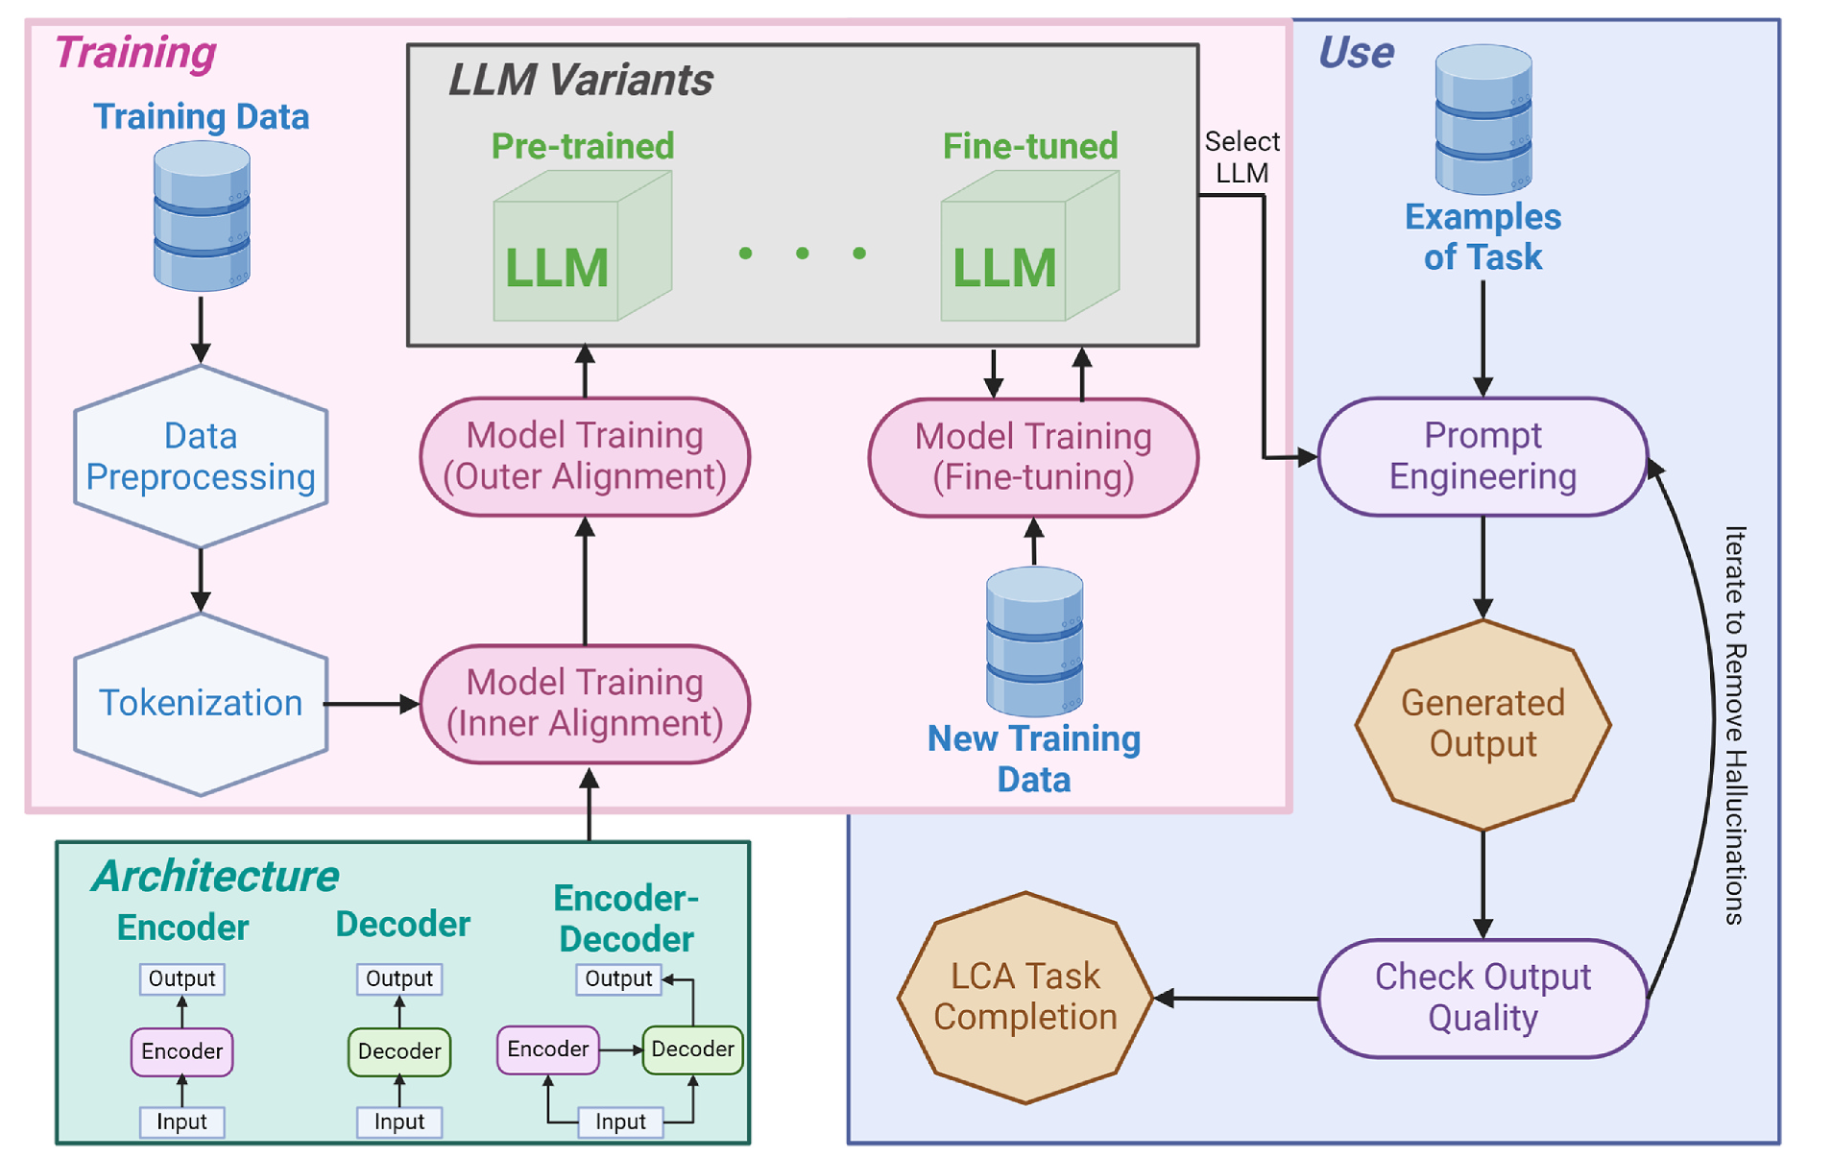 Training
Training Data
Data
Preprocessing
Tokenization
LLM Variants
Pre-trained
LLM
Fine-tuned
LLM
Model Training
(Outer Alignment)
Model Training
(Inner Alignment)
Model Training
(Fine-tuning)
New Training
Data
Select
LLM
Use
Examples
of Task
Prompt
Engineering
Generated
Output
Check Output
Quality
Iterate to Remove Hallucinations
LCA Task
Completion
Architecture
Encoder
Output
Encoder
Input
Decoder
Output
Decoder
Input
Encoder-
Decoder
Output
Encoder
Decoder
Input